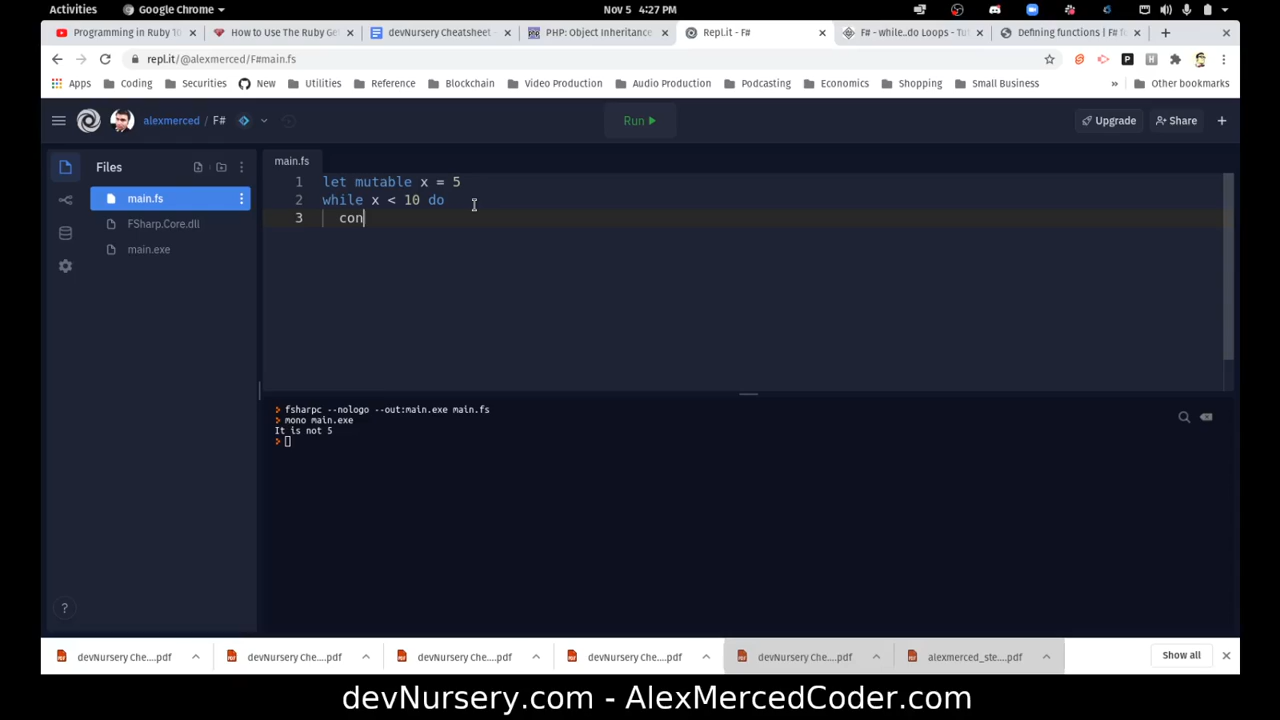 Activities
Google Chrome
Nov 5 4:27 PM
Programming in Ruby 10
How to Use The Ruby Ge
devNursery Cheatsheet -
PHP: Object Inheritance
Repl.it - F#
F# - while..do Loops - Tut
Defining functions | F# f
repl.it/@alexmerced/F#main.fs
Apps
Coding
Securities
New
Utilities
Reference
Blockchain
Video Production
Audio Production
Podcasting
Economics
Shopping
Small Business
»
Other bookmarks
alexmerced / F#
Run
Upgrade
Share
Files
main.fs
FSharp.Core.dll
main.exe
main.fs
1 let mutable x = 5
2 while x < 10 do
3 con
> fsharpc --nologo --out:main.exe main.fs
> mono main.exe
It is not 5
>
?
devNursery Che....pdf
devNursery Che....pdf
devNursery Che....pdf
devNursery Che....pdf
devNursery Che....pdf
alexmerced_ste....pdf
Show all
devNursery.com - AlexMercedCoder.com